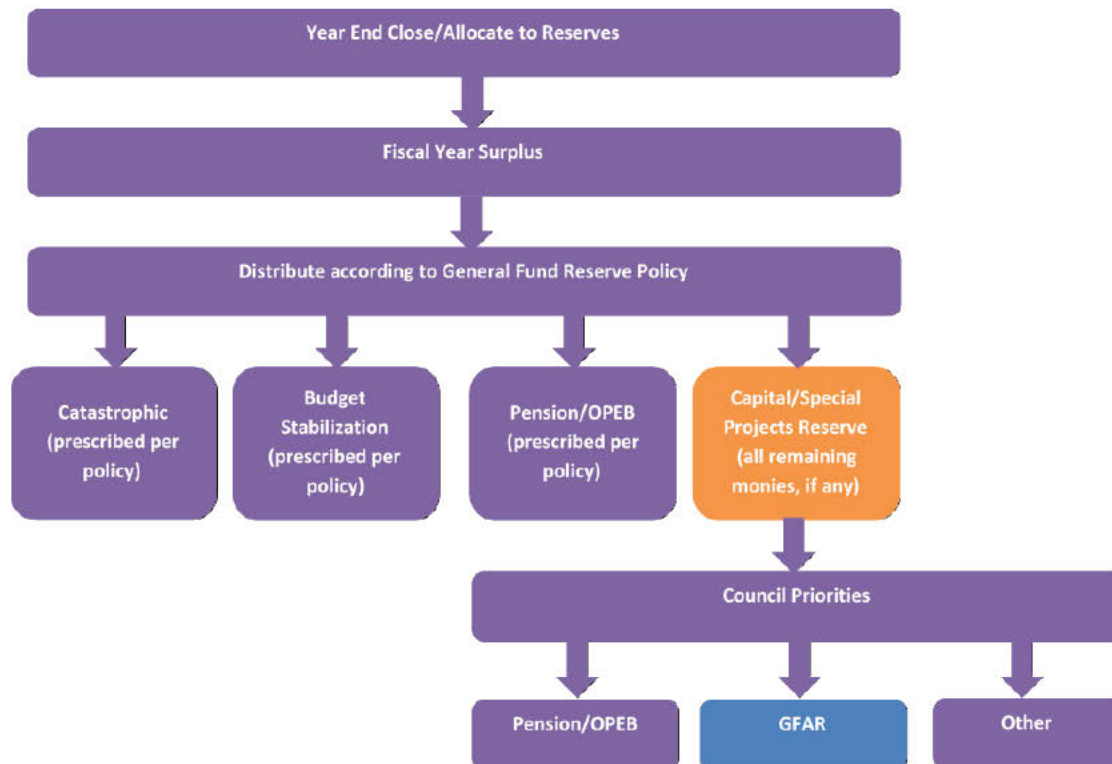 Year End Close/Allocate to Reserves
Fiscal Year Surplus
Distribute according to General Fund Reserve Policy
Catastrophic
(prescribed per
policy)
Budget
Stabilization
(prescribed per
policy)
Pension/OPEB
(prescribed per
policy)
Capital/Special
Projects Reserve
(all remaining
monies, if any)
Council Priorities
Pension/OPEB
GFAR
Other